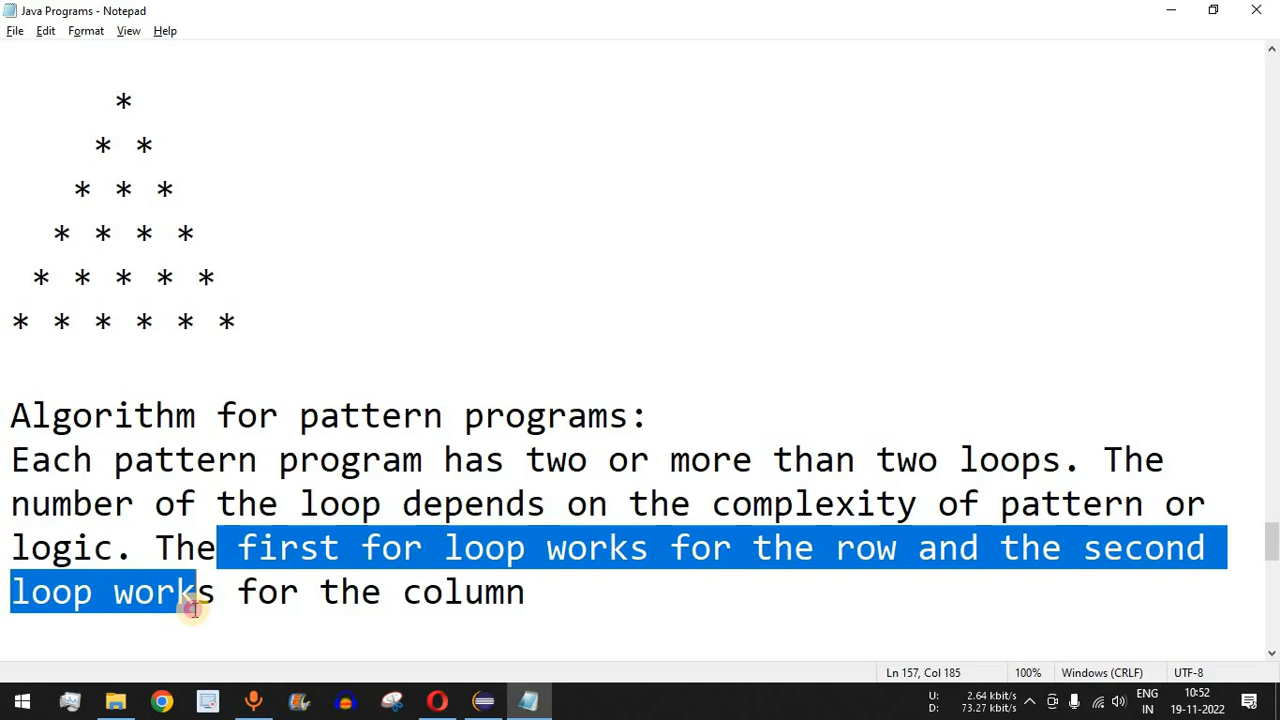 Java Programs - Notepad
File Edit Format View Help
*
* *
* * *
* * * *
* * * * *
* * * * * *
Algorithm for pattern programs:
Each pattern program has two or more than two loops. The
number of the loop depends on the complexity of pattern or
logic. The first for loop works for the row and the second
loop works for the column
Ln 157, Col 185 100% Windows (CRLF) UTF-8
U: 2.64 kbit/s ENG 10:52
D: 73.27 kbit/s IN 19-11-2022